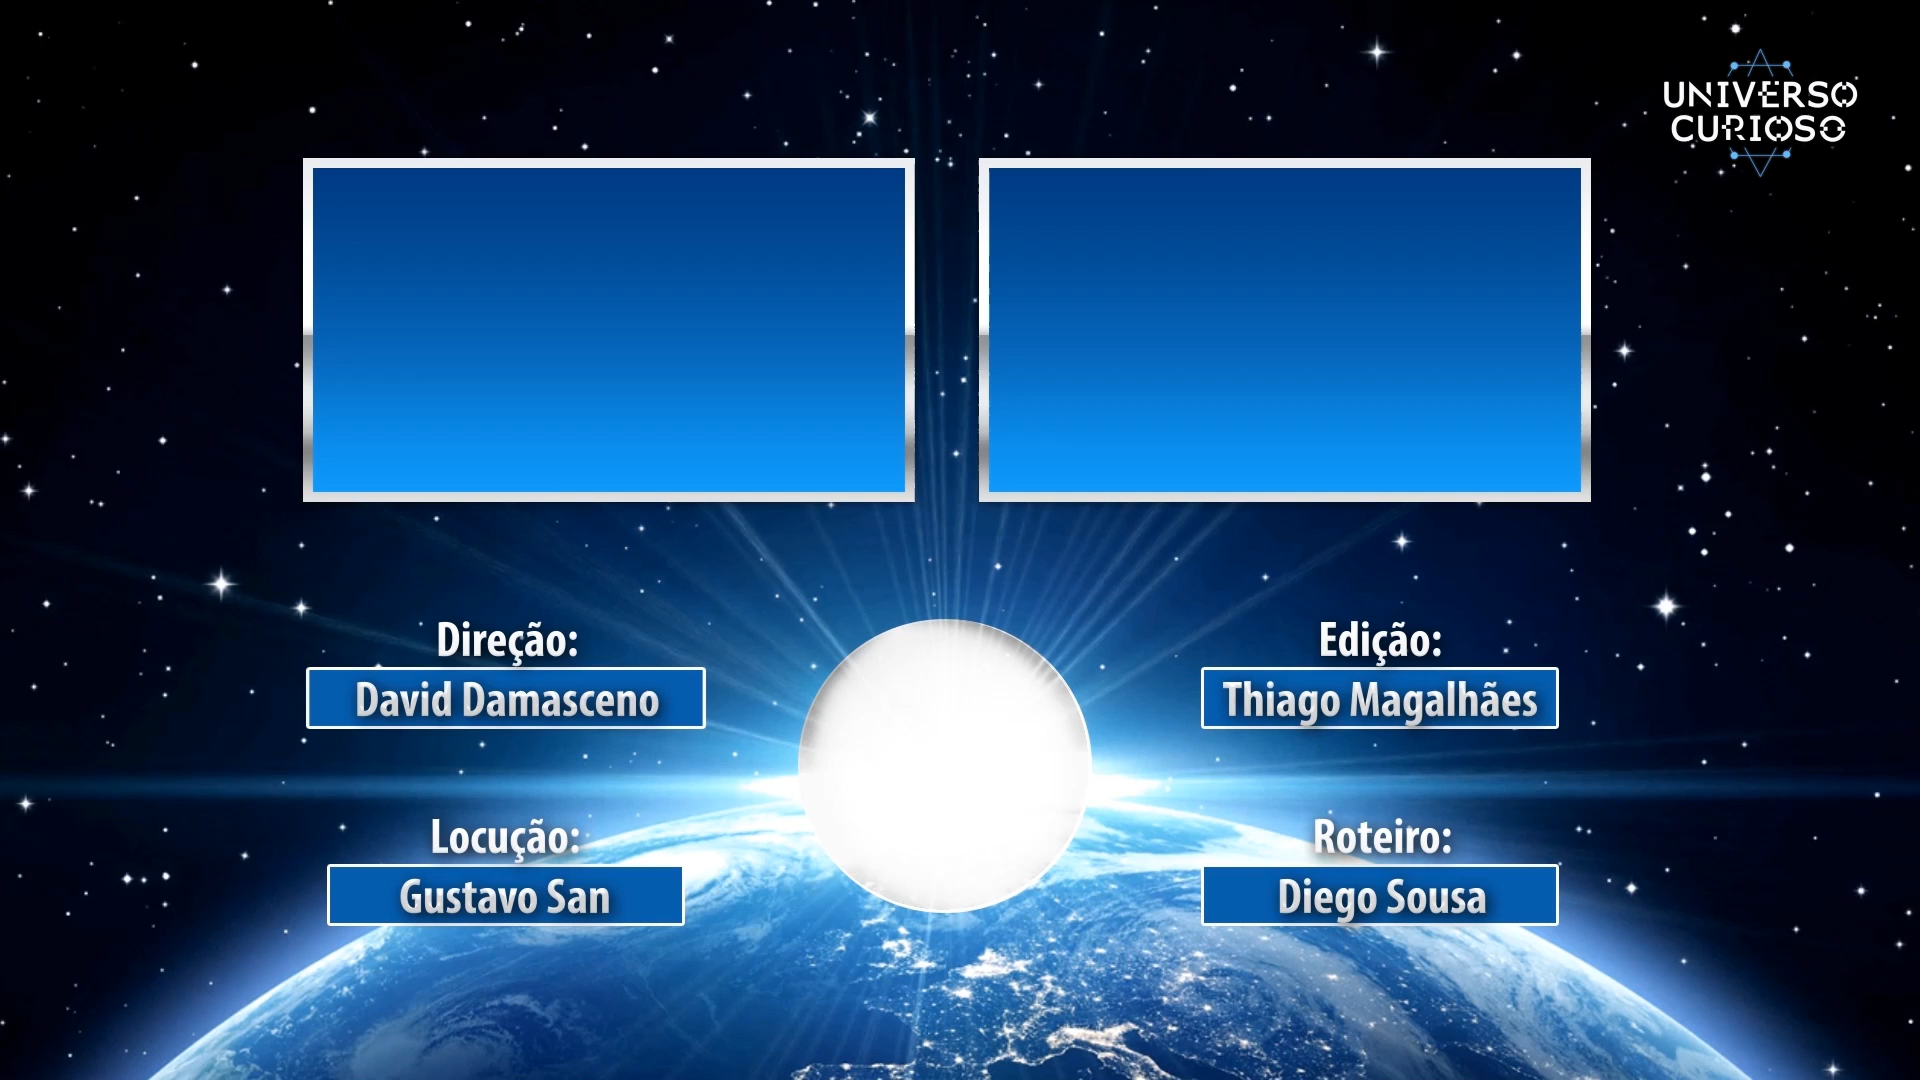 UNIVERSO
CURIOSO
Direção:
David Damasceno
Edição:
Thiago Magalhães
Locução:
Gustavo San
Roteiro:
Diego Sousa